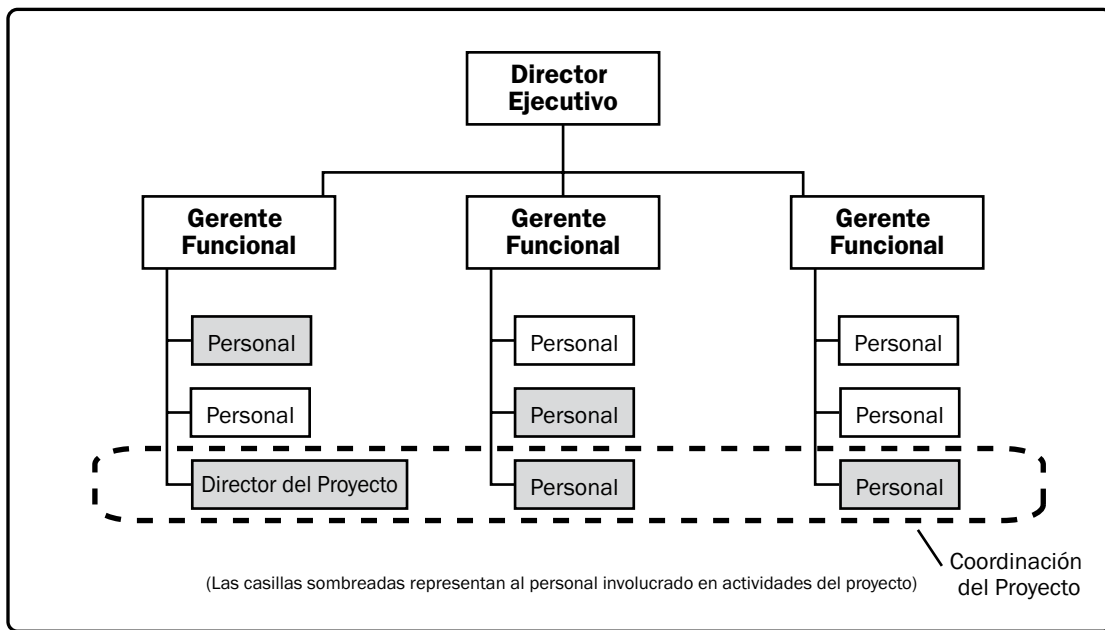 Director
Ejecutivo
Gerente
Funcional
Gerente
Funcional
Gerente
Funcional
Personal
Personal
Personal
Personal
Personal
Personal
Director del Proyecto
Personal
Personal
(Las casillas sombreadas representan al personal involucrado en actividades del proyecto)
Coordinación
del Proyecto